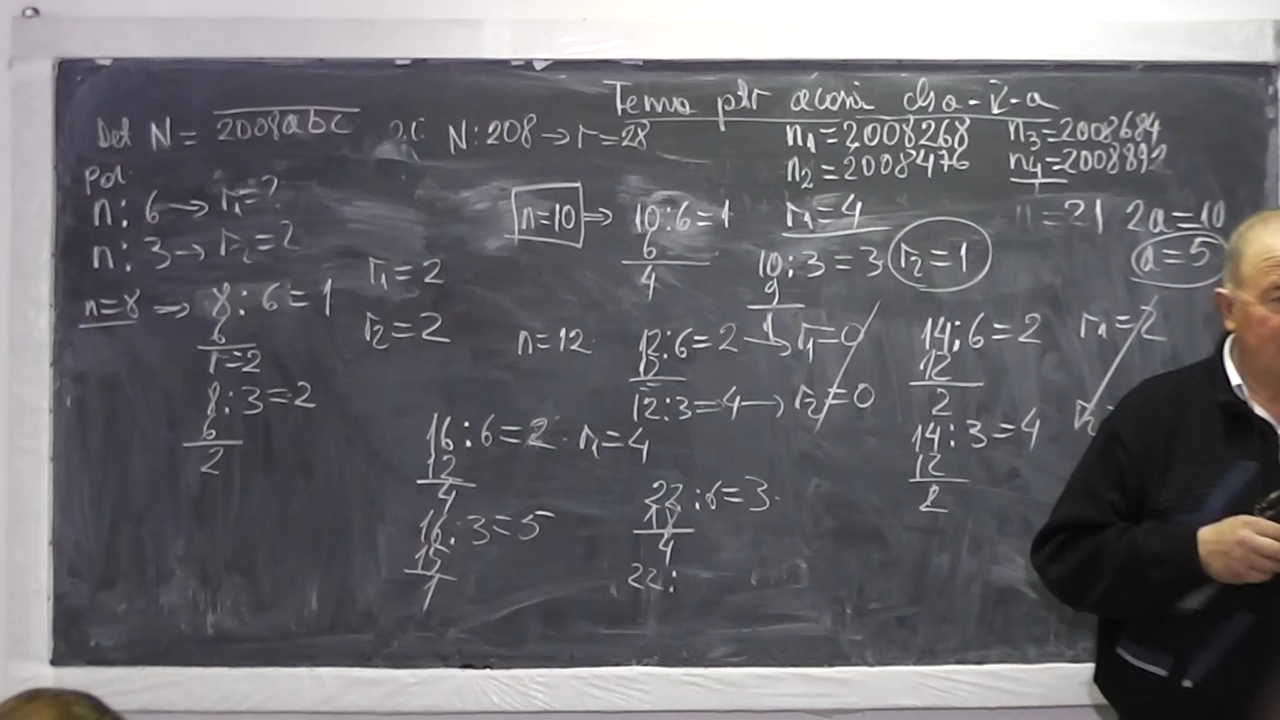 Tema ptr acasă cls a-V-a
Det N = 2008abc N:208→r=28
n1=2008268 n3=2008684
n2=2008476 n4=2008892
n:6→r1=?
n:3→r2=2
n=10 ⇒ 10:6=1 r1=4
6
4
10:3=3 r2=1
9
1
=21 2a=10
a=5
n=8 ⇒ 8:6=1 r1=2
6
r=2
r2=2
8:3=2
6
2
n=12 12:6=2→r1=0
12
12:3=4→r2=0
14:6=2 r1=2
12
2
14:3=4
12
2
16:6=2 r1=4
12
4
16:3=5
15
1
22:6=3
18
4
22: